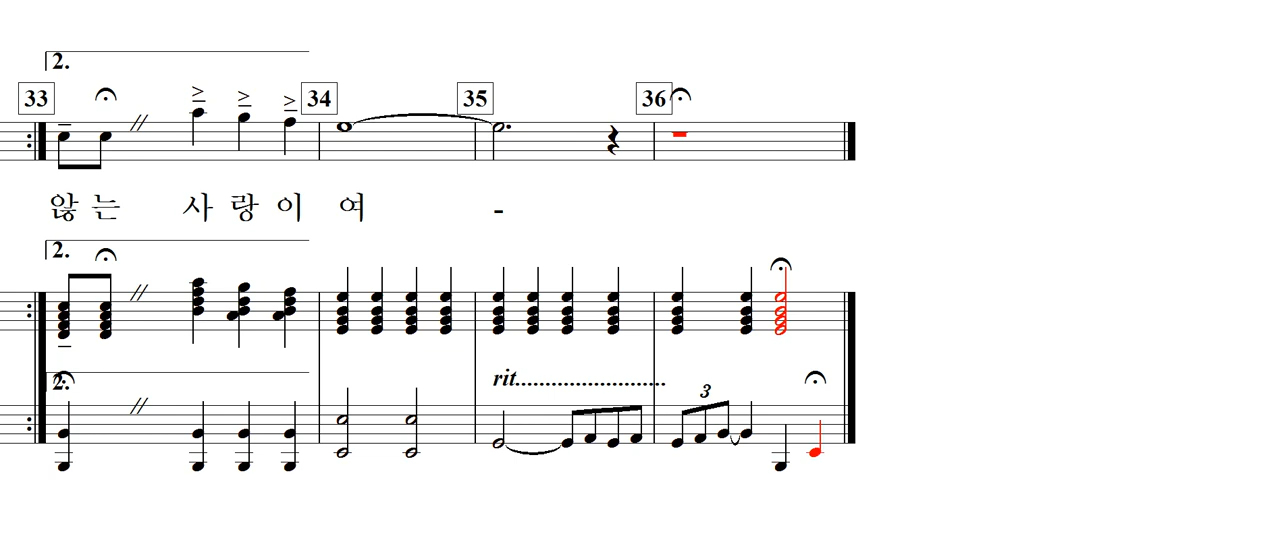 2.
33 34 35 36
않는 사랑이 여 -
2.
2.
rit.........................
3